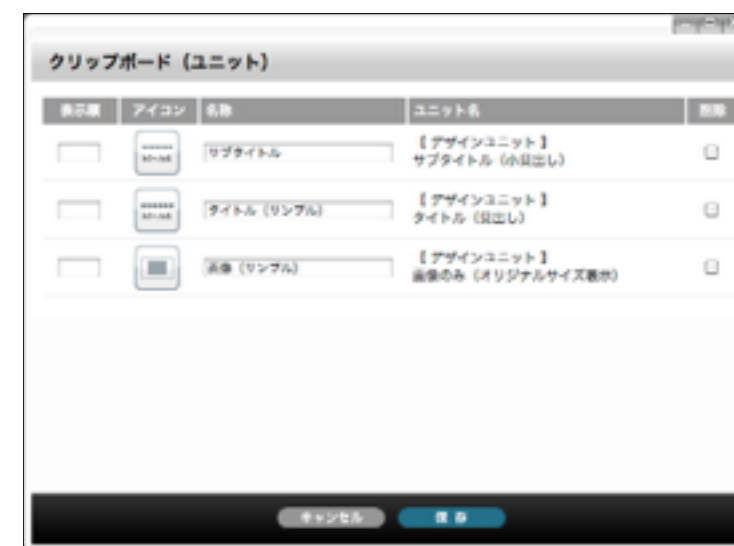 クリップボード（ユニット）
表示順 アイコン 名称 ユニット名 削除
サブタイトル 【デザインユニット】
サブタイトル（小見出し）
タイトル（サンプル） 【デザインユニット】
タイトル（見出し）
画像（サンプル） 【デザインユニット】
画像のみ（オリジナルサイズ表示）
キャンセル 保存